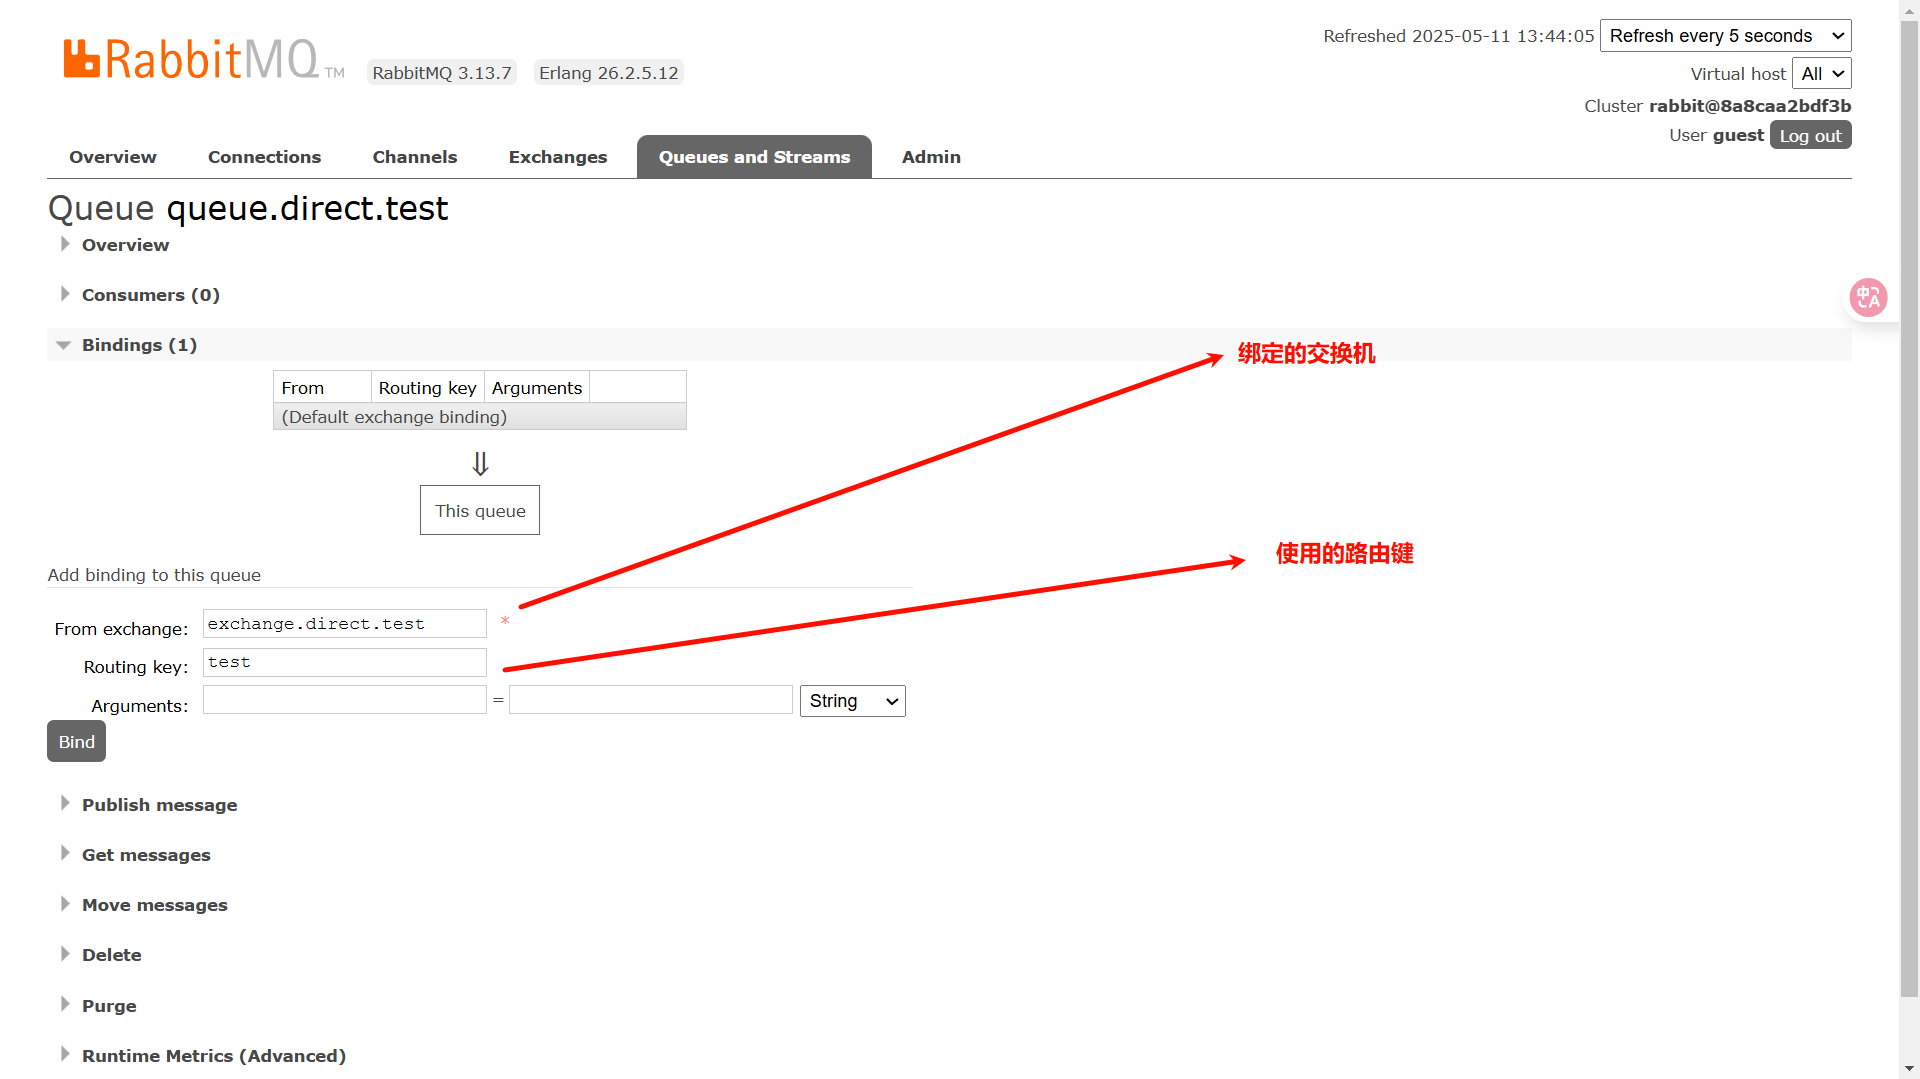 Refreshed 2025-05-11 13:44:05 Refresh every 5 seconds
RabbitMQ TM RabbitMQ 3.13.7 Erlang 26.2.5.12
Virtual host All
Cluster rabbit@8a8caa2bdf3b
User guest Log out
Overview Connections Channels Exchanges Queues and Streams Admin
Queue queue.direct.test
Overview
Consumers (0)
Bindings (1)
绑定的交换机
From Routing key Arguments
(Default exchange binding)
⇓
This queue
使用的路由键
Add binding to this queue
From exchange: exchange.direct.test *
Routing key: test
Arguments: = String
Bind
Publish message
Get messages
Move messages
Delete
Purge
Runtime Metrics (Advanced)
中 A